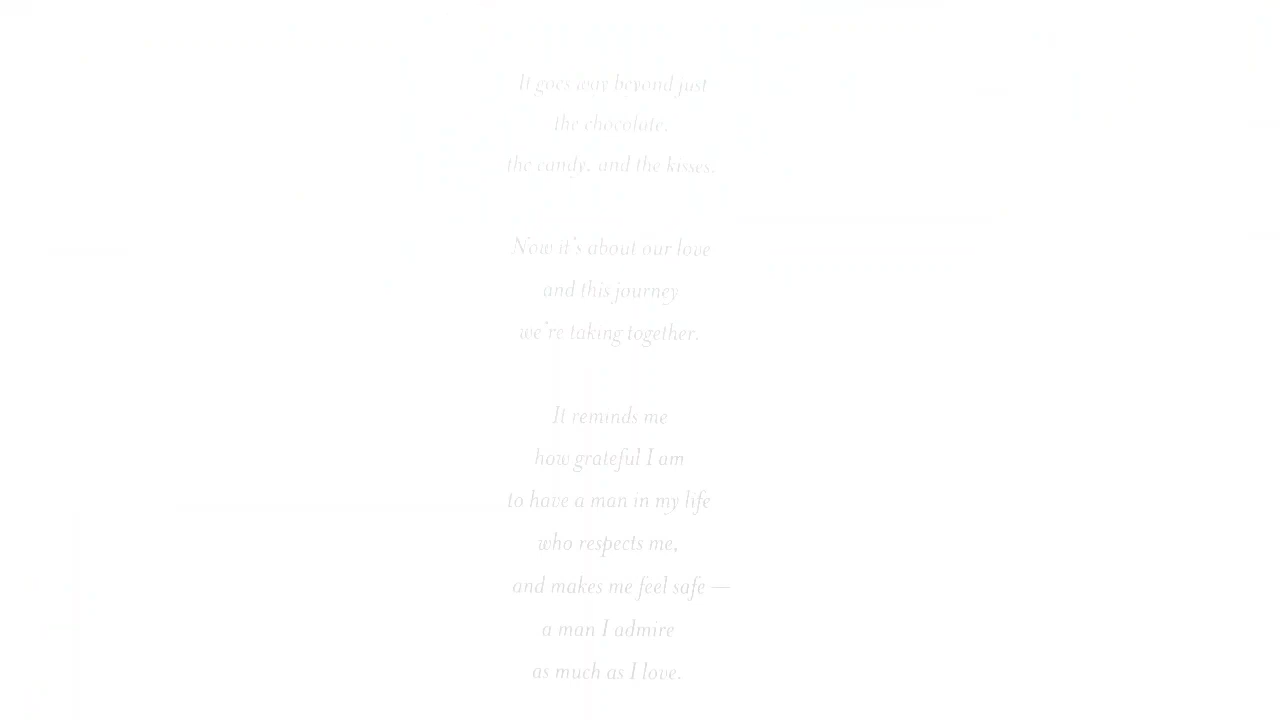 It goes way beyond just
the chocolate,
the candy, and the kisses.
Now it's about our love
and this journey
we're taking together.
It reminds me
how grateful I am
to have a man in my life
who respects me,
and makes me feel safe —
a man I admire
as much as I love.